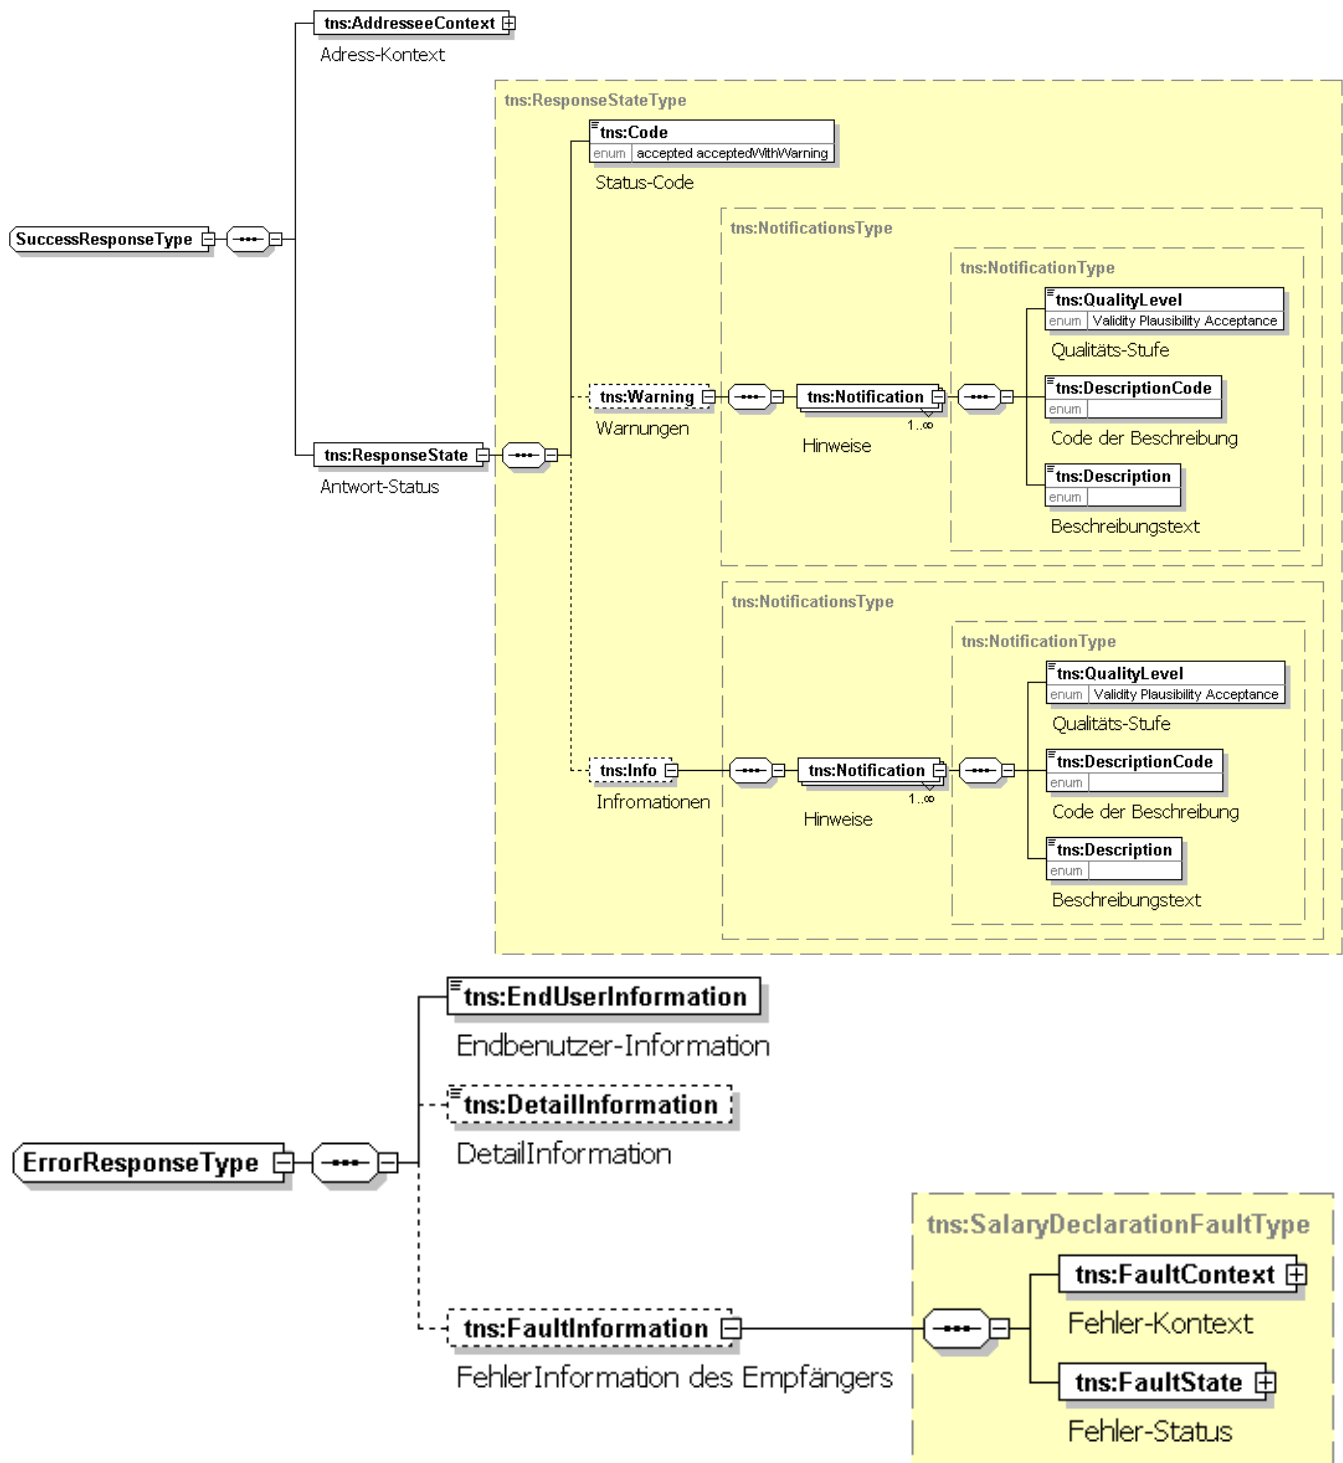 tns:AddresseeContext
Adress-Kontext
tns:ResponseStateType
tns:Code
enum accepted acceptedWithWarning
Status-Code
SuccessResponseType
tns:NotificationsType
tns:NotificationType
tns:QualityLevel
enum Validity Plausibility Acceptance
Qualitäts-Stufe
tns:Warning
Warnungen
tns:Notification
1..∞
Hinweise
tns:DescriptionCode
enum
Code der Beschreibung
tns:ResponseState
Antwort-Status
tns:Description
enum
Beschreibungstext
tns:NotificationsType
tns:NotificationType
tns:QualityLevel
enum Validity Plausibility Acceptance
Qualitäts-Stufe
tns:Info
Infromationen
tns:Notification
1..∞
Hinweise
tns:DescriptionCode
enum
Code der Beschreibung
tns:Description
enum
Beschreibungstext
tns:EndUserInformation
Endbenutzer-Information
tns:DetailInformation
DetailInformation
ErrorResponseType
tns:SalaryDeclarationFaultType
tns:FaultContext
Fehler-Kontext
tns:FaultInformation
FehlerInformation des Empfängers
tns:FaultState
Fehler-Status